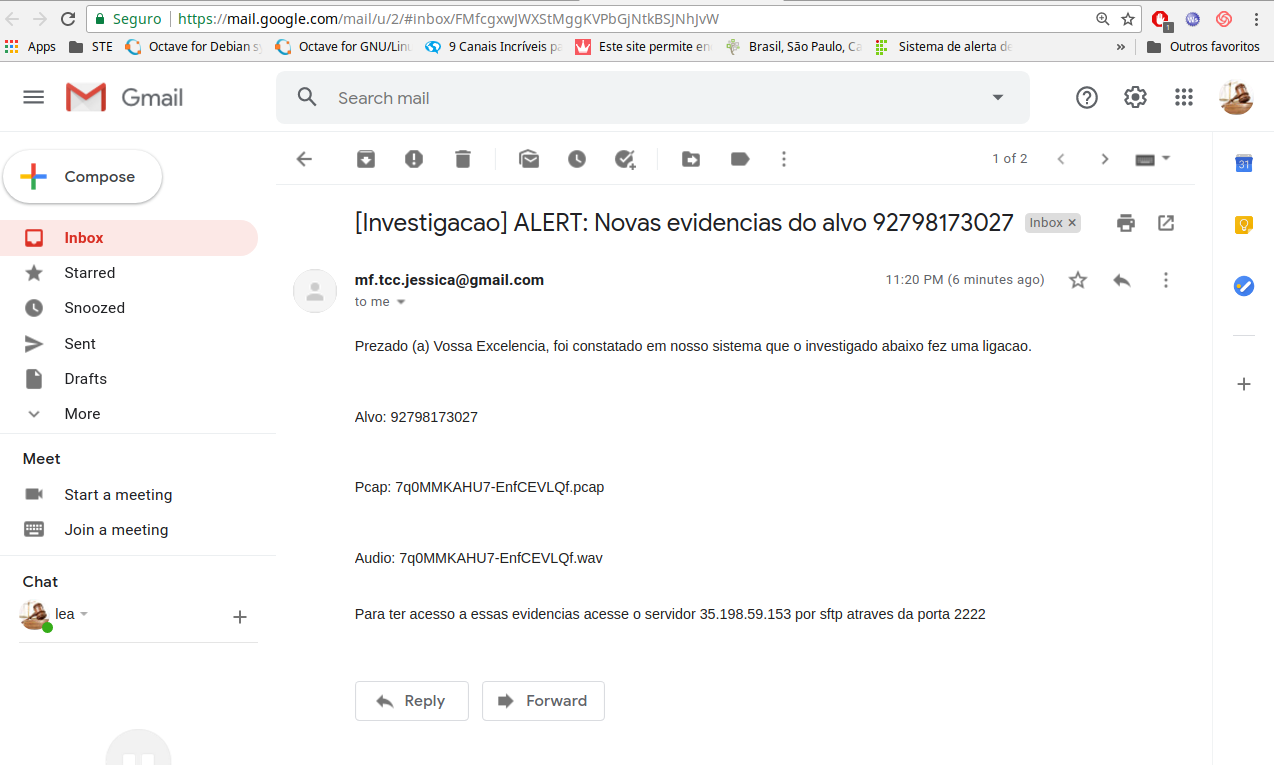 Seguro https://mail.google.com/mail/u/2/#inbox/FMfcgxwJWXStMggKVPbGjNtkBSJNhJvW
1
Apps STE Octave for Debian sy Octave for GNU/Linu 9 Canais Incríveis pa Este site permite en Brasil, São Paulo, Ca Sistema de alerta de » Outros favoritos
Gmail
Search mail
Compose
1 of 2
31
[Investigacao] ALERT: Novas evidencias do alvo 92798173027 Inbox ×
Inbox
Starred
Snoozed
Sent
Drafts
More
Meet
Start a meeting
Join a meeting
Chat
lea
mf.tcc.jessica@gmail.com 11:20 PM (6 minutes ago)
to me
Prezado (a) Vossa Excelencia, foi constatado em nosso sistema que o investigado abaixo fez uma ligacao.
Alvo: 92798173027
Pcap: 7q0MMKAHU7-EnfCEVLQf.pcap
Audio: 7q0MMKAHU7-EnfCEVLQf.wav
Para ter acesso a essas evidencias acesse o servidor 35.198.59.153 por sftp atraves da porta 2222
Reply Forward